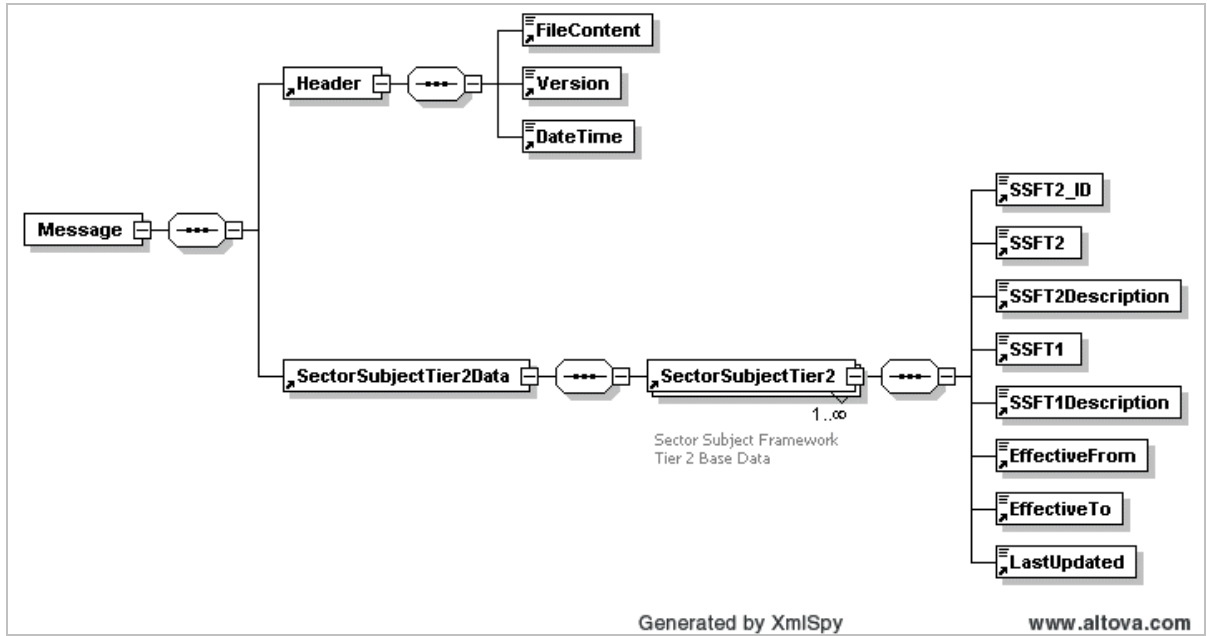 FileContent
Header
Version
DateTime
Message
SSFT2_ID
SSFT2
SSFT2Description
SSFT1
SectorSubjectTier2Data
SectorSubjectTier2
1..∞
SSFT1Description
Sector Subject Framework
Tier 2 Base Data
EffectiveFrom
EffectiveTo
LastUpdated
Generated by XmlSpy
www.altova.com